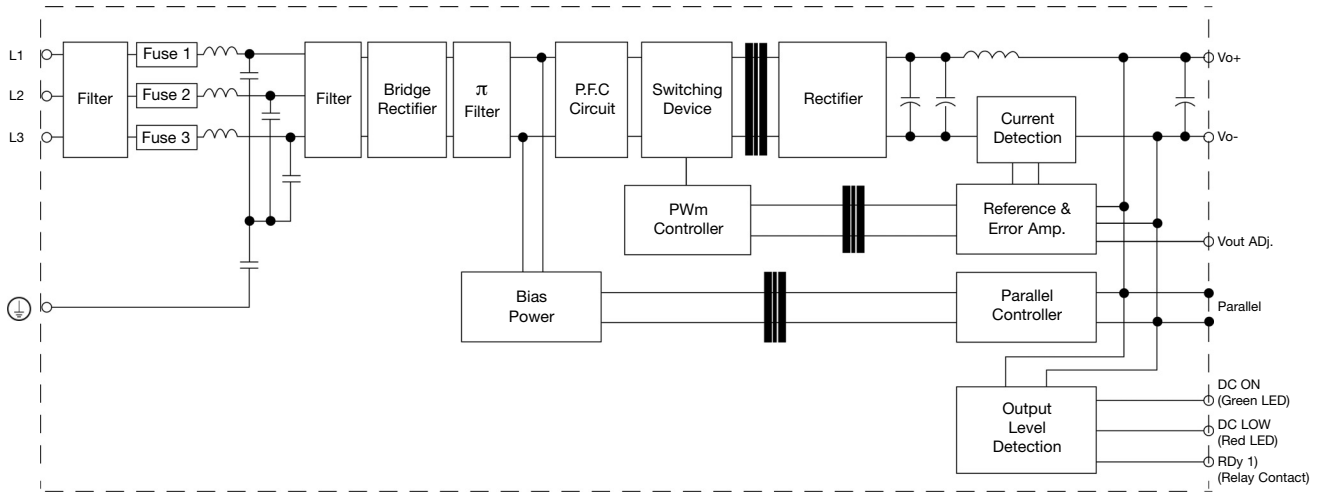 L1
L2
L3
Filter
Fuse 1
Fuse 2
Fuse 3
Filter
Bridge
Rectifier
π
Filter
P.F.C
Circuit
Switching
Device
Rectifier
Current
Detection
Vo+
Vo-
PWm
Controller
Reference &
Error Amp.
Vout ADj.
Bias
Power
Parallel
Controller
Parallel
Output
Level
Detection
DC ON
(Green LED)
DC LOW
(Red LED)
RDy 1)
(Relay Contact)